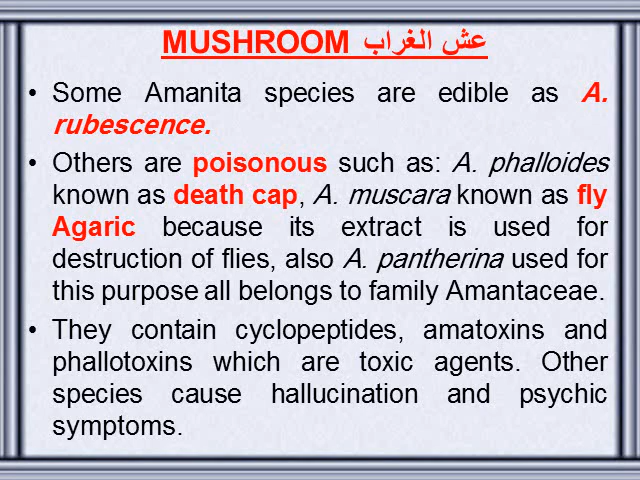 MUSHROOM عش الغراب
• Some Amanita species are edible as A.
rubescence.
• Others are poisonous such as: A. phalloides
known as death cap, A. muscara known as fly
Agaric because its extract is used for
destruction of flies, also A. pantherina used for
this purpose all belongs to family Amantaceae.
• They contain cyclopeptides, amatoxins and
phallotoxins which are toxic agents. Other
species cause hallucination and psychic
symptoms.